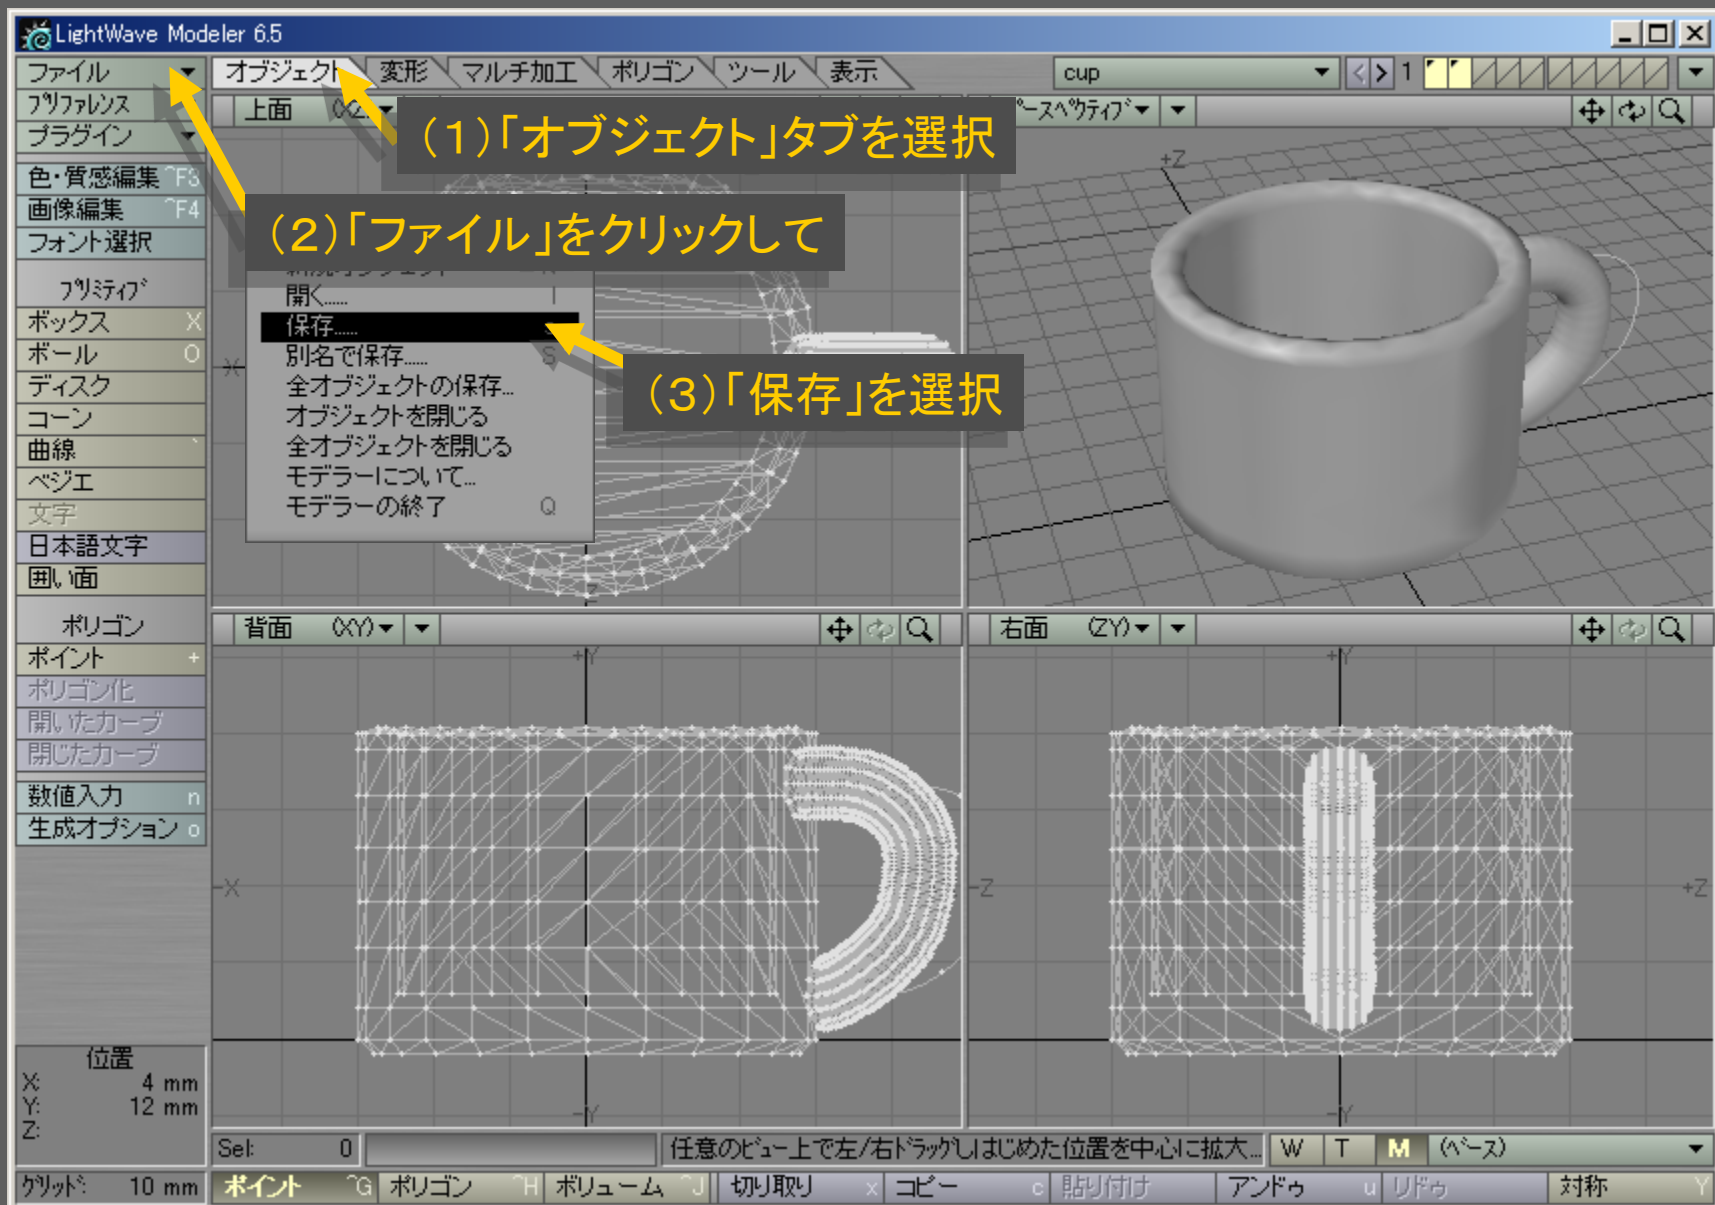 LightWave Modeler 6.5
ファイル
オブジェクト 変形 マルチ加工 ポリゴン ツール 表示
cup
1
プリファレンス
上面
プラグイン
(1)「オブジェクト」タブを選択
色・質感編集 ^F3
画像編集 ^F4
フォント選択
(2)「ファイル」をクリックして
プリミティブ
ボックス X
ボール O
ディスク
コーン
曲線 `
ベジエ
文字
日本語文字
囲い面
開く......
保存......
別名で保存...... S
全オブジェクトの保存...
オブジェクトを閉じる
全オブジェクトを閉じる
モデラーについて...
モデラーの終了 Q
(3)「保存」を選択
+Z
-X
Z
ポリゴン
ポイント +
ポリゴン化
開いたカーブ
閉じたカーブ
数値入力 n
生成オプション o
背面 (XY)
+Y
-X
-Y
右面 (ZY)
+Y
-Z
+Z
-Y
位置
X: 4 mm
Y: 12 mm
Z:
グリッド: 10 mm
Sel: 0
任意のビュー上で左/右ドラッグしはじめた位置を中心に拡大...
W T M (ベース)
ポイント ^G ポリゴン ^H ボリューム ^J 切り取り x コピー c 貼り付け アンドゥ u リドゥ 対称 Y